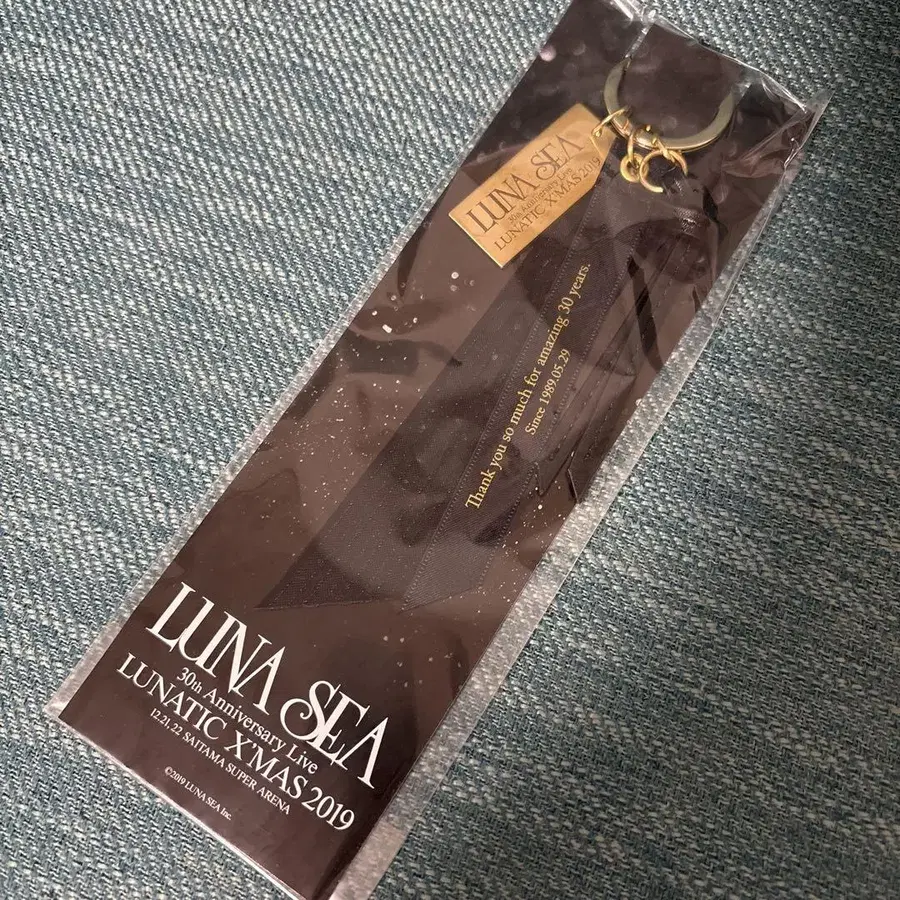 LUNA SEA
30th Anniversary Live
LUNATIC X'MAS 2019
Thank you so much for amazing 30 years.
Since 1989.05.29
LUNA SEA
30th Anniversary Live
LUNATIC X'MAS 2019
12.21, 22 SAITAMA SUPER ARENA
©2019 LUNA SEA Inc.